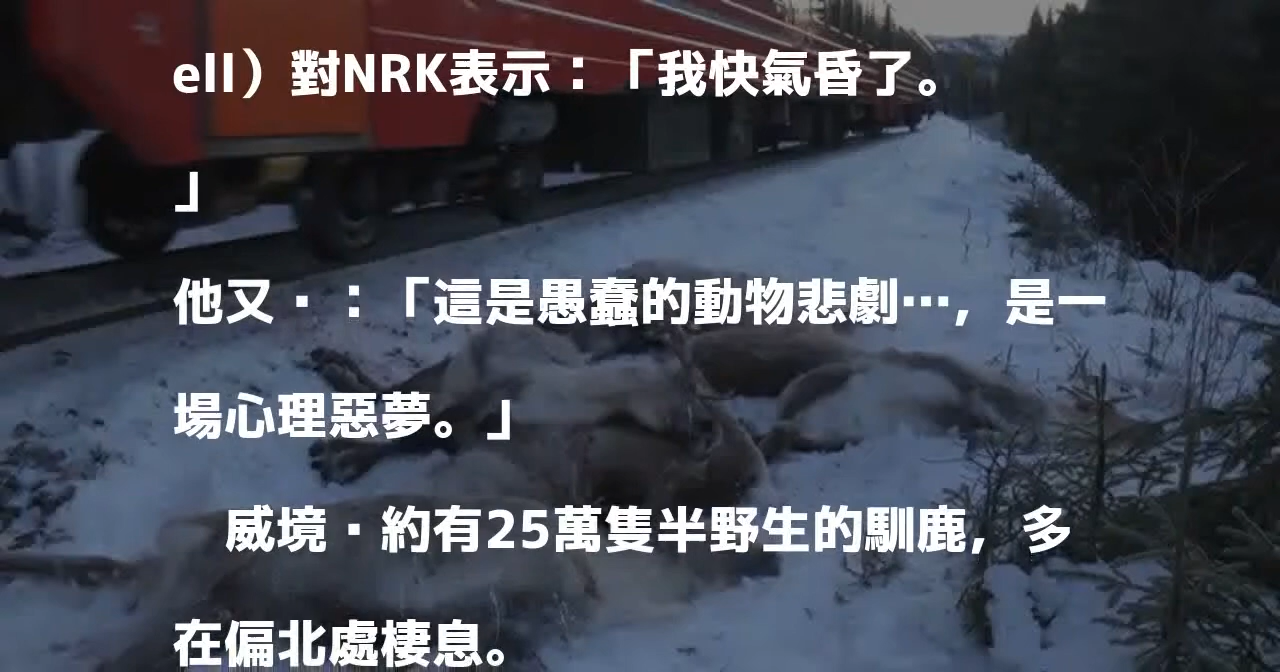 ell）對NRK表示：「我快氣昏了。
」
他又·：「這是愚蠢的動物悲劇…，是一
場心理惡夢。」
威境·約有25萬隻半野生的馴鹿，多
在偏北處棲息。